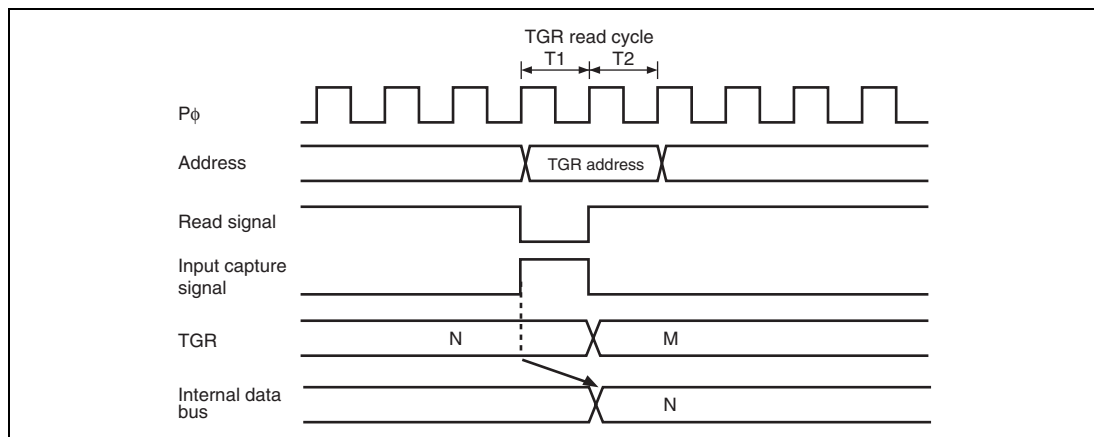 TGR read cycle
T1 T2
Pϕ
Address
TGR address
Read signal
Input capture
signal
TGR
N
M
Internal data
bus
N